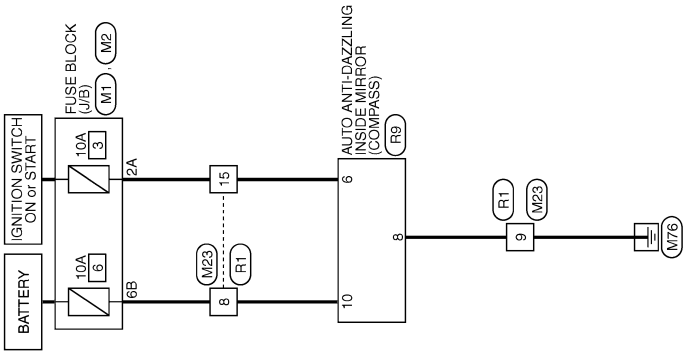 IGNITION SWITCH
ON or START
BATTERY
FUSE BLOCK
(J/B)
M1 , M2
10A
3
2A
10A
6
6B
15
M23
R1
8
AUTO ANTI-DAZZLING
INSIDE MIRROR
(COMPASS)
R9
6
10
8
R1
M23
9
M76